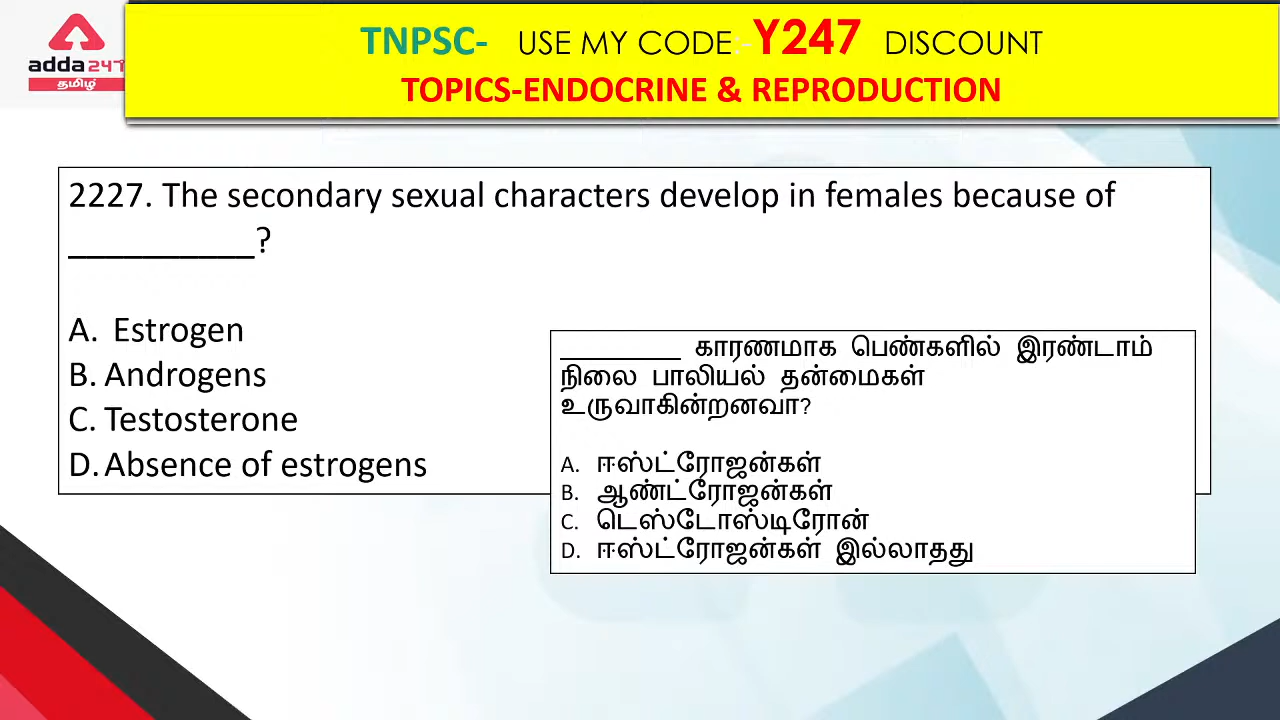 adda247
தமிழ்
TNPSC- USE MY CODE:-Y247 DISCOUNT
TOPICS-ENDOCRINE & REPRODUCTION
2227. The secondary sexual characters develop in females because of
__________?
A. Estrogen
B. Androgens
C. Testosterone
D. Absence of estrogens
_________ காரணமாக பெண்களில் இரண்டாம்
நிலை பாலியல் தன்மைகள்
உருவாகின்றனவா?
A. ஈஸ்ட்ரோஜன்கள்
B. ஆண்ட்ரோஜன்கள்
C. டெஸ்டோஸ்டிரோன்
D. ஈஸ்ட்ரோஜன்கள் இல்லாதது